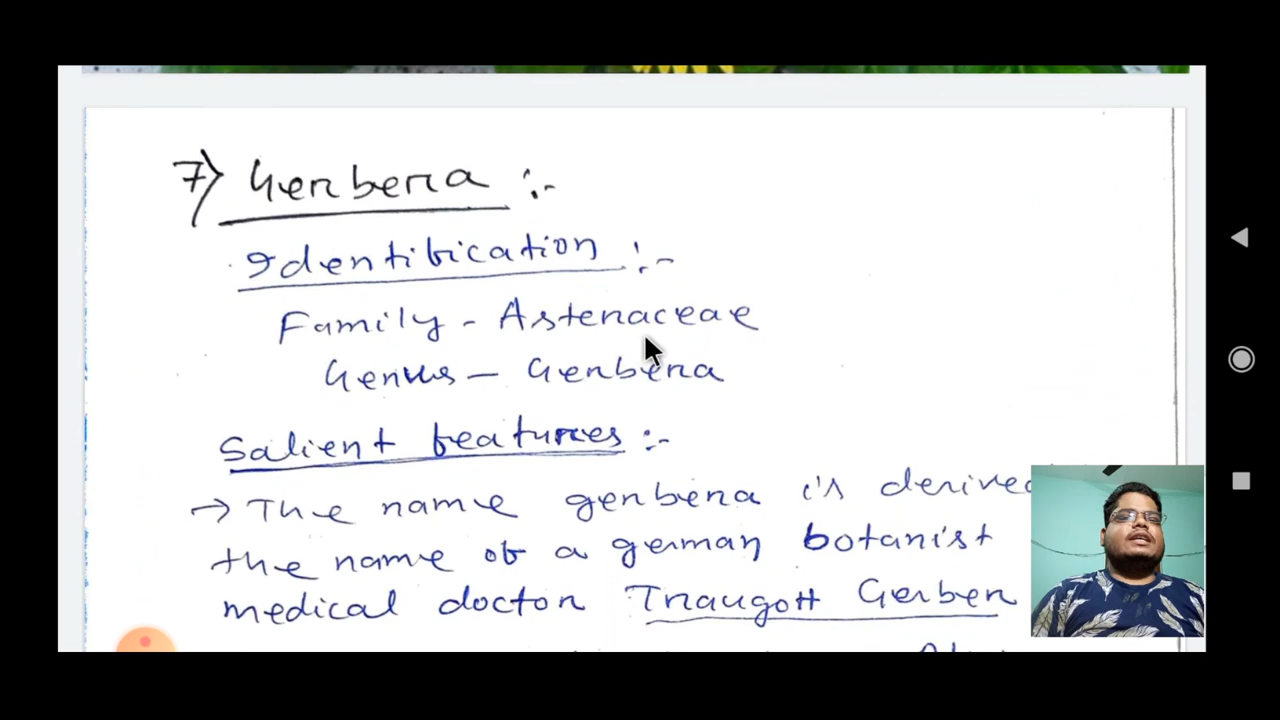 7) Gerbera :-
Identification :-
Family - Asteraceae
Genus - Gerbera
Salient features :-
→ The name gerbera is derived
the name of a german botanist
medical doctor Traugott Gerber